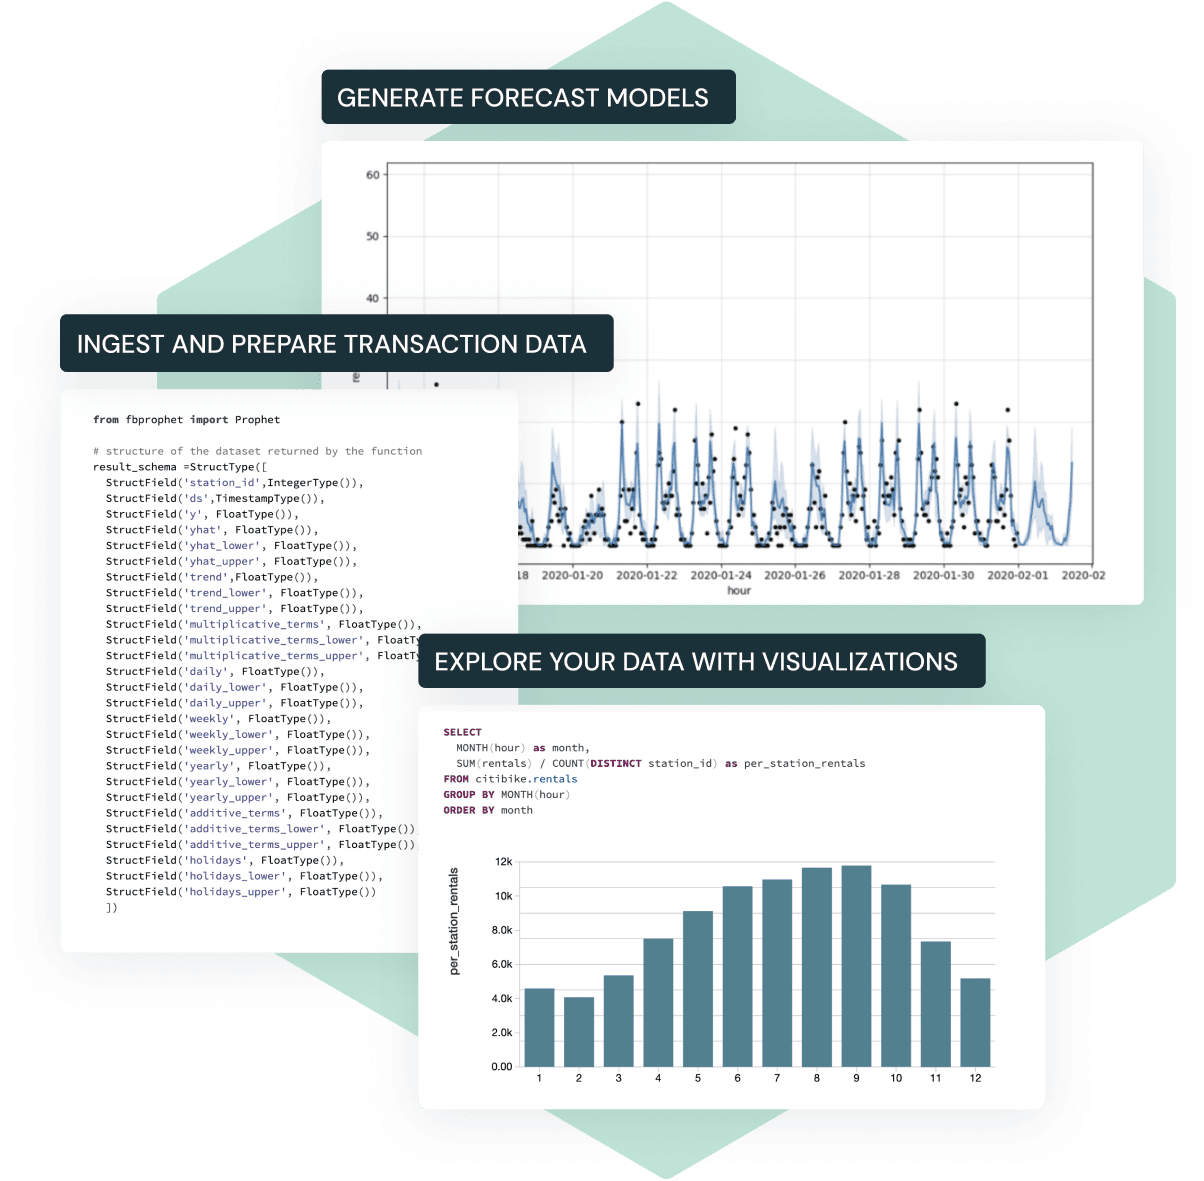 GENERATE FORECAST MODELS
60
50
40
re
18 2020-01-20 2020-01-22 2020-01-24 2020-01-26 2020-01-28 2020-01-30 2020-02-01 2020-02
hour
INGEST AND PREPARE TRANSACTION DATA
from fbprophet import Prophet
# structure of the dataset returned by the function
result_schema =StructType([
StructField('station_id',IntegerType()),
StructField('ds',TimestampType()),
StructField('y', FloatType()),
StructField('yhat', FloatType()),
StructField('yhat_lower', FloatType()),
StructField('yhat_upper', FloatType()),
StructField('trend',FloatType()),
StructField('trend_lower', FloatType()),
StructField('trend_upper', FloatType()),
StructField('multiplicative_terms', FloatType()),
StructField('multiplicative_terms_lower', FloatTy
StructField('multiplicative_terms_upper', FloatTy
StructField('daily', FloatType()),
StructField('daily_lower', FloatType()),
StructField('daily_upper', FloatType()),
StructField('weekly', FloatType()),
StructField('weekly_lower', FloatType()),
StructField('weekly_upper', FloatType()),
StructField('yearly', FloatType()),
StructField('yearly_lower', FloatType()),
StructField('yearly_upper', FloatType()),
StructField('additive_terms', FloatType()),
StructField('additive_terms_lower', FloatType())
StructField('additive_terms_upper', FloatType())
StructField('holidays', FloatType()),
StructField('holidays_lower', FloatType()),
StructField('holidays_upper', FloatType())
])
EXPLORE YOUR DATA WITH VISUALIZATIONS
SELECT
MONTH(hour) as month,
SUM(rentals) / COUNT(DISTINCT station_id) as per_station_rentals
FROM citibike.rentals
GROUP BY MONTH(hour)
ORDER BY month
per_station_rentals
12k
10k
8.0k
6.0k
4.0k
2.0k
0.00
1 2 3 4 5 6 7 8 9 10 11 12